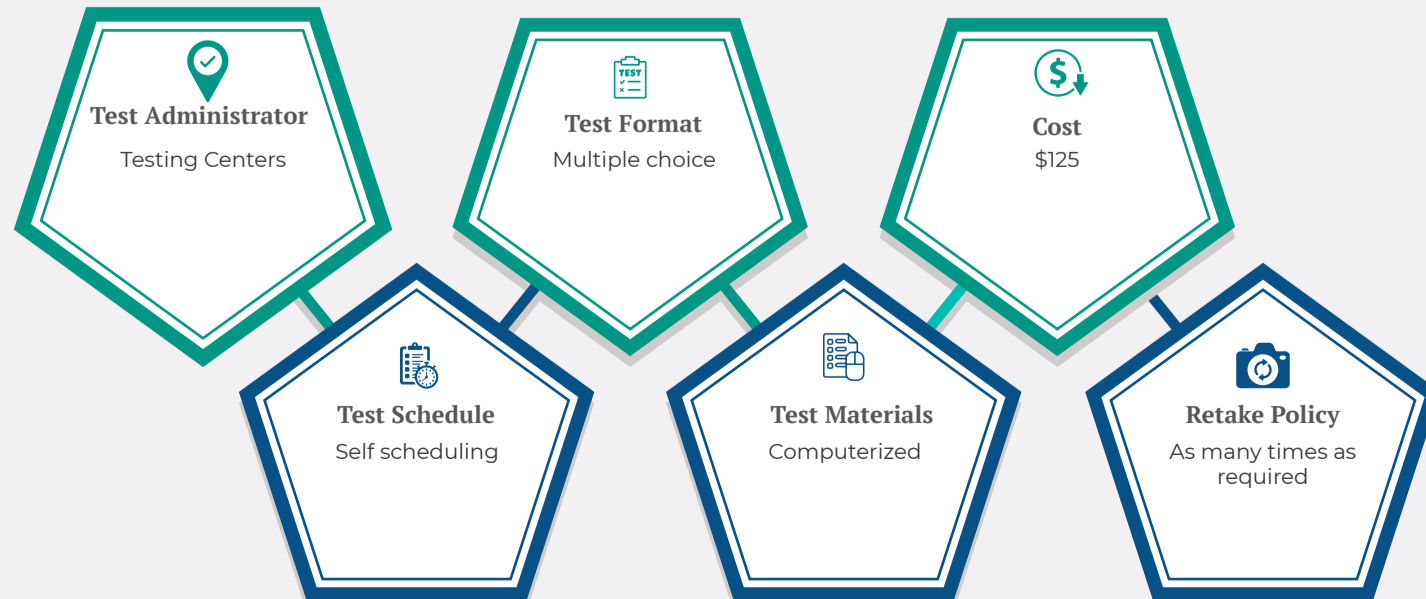 Test Administrator
Testing Centers
TEST
Test Format
Multiple choice
Cost
$125
Test Schedule
Self scheduling
Test Materials
Computerized
Retake Policy
As many times as
required